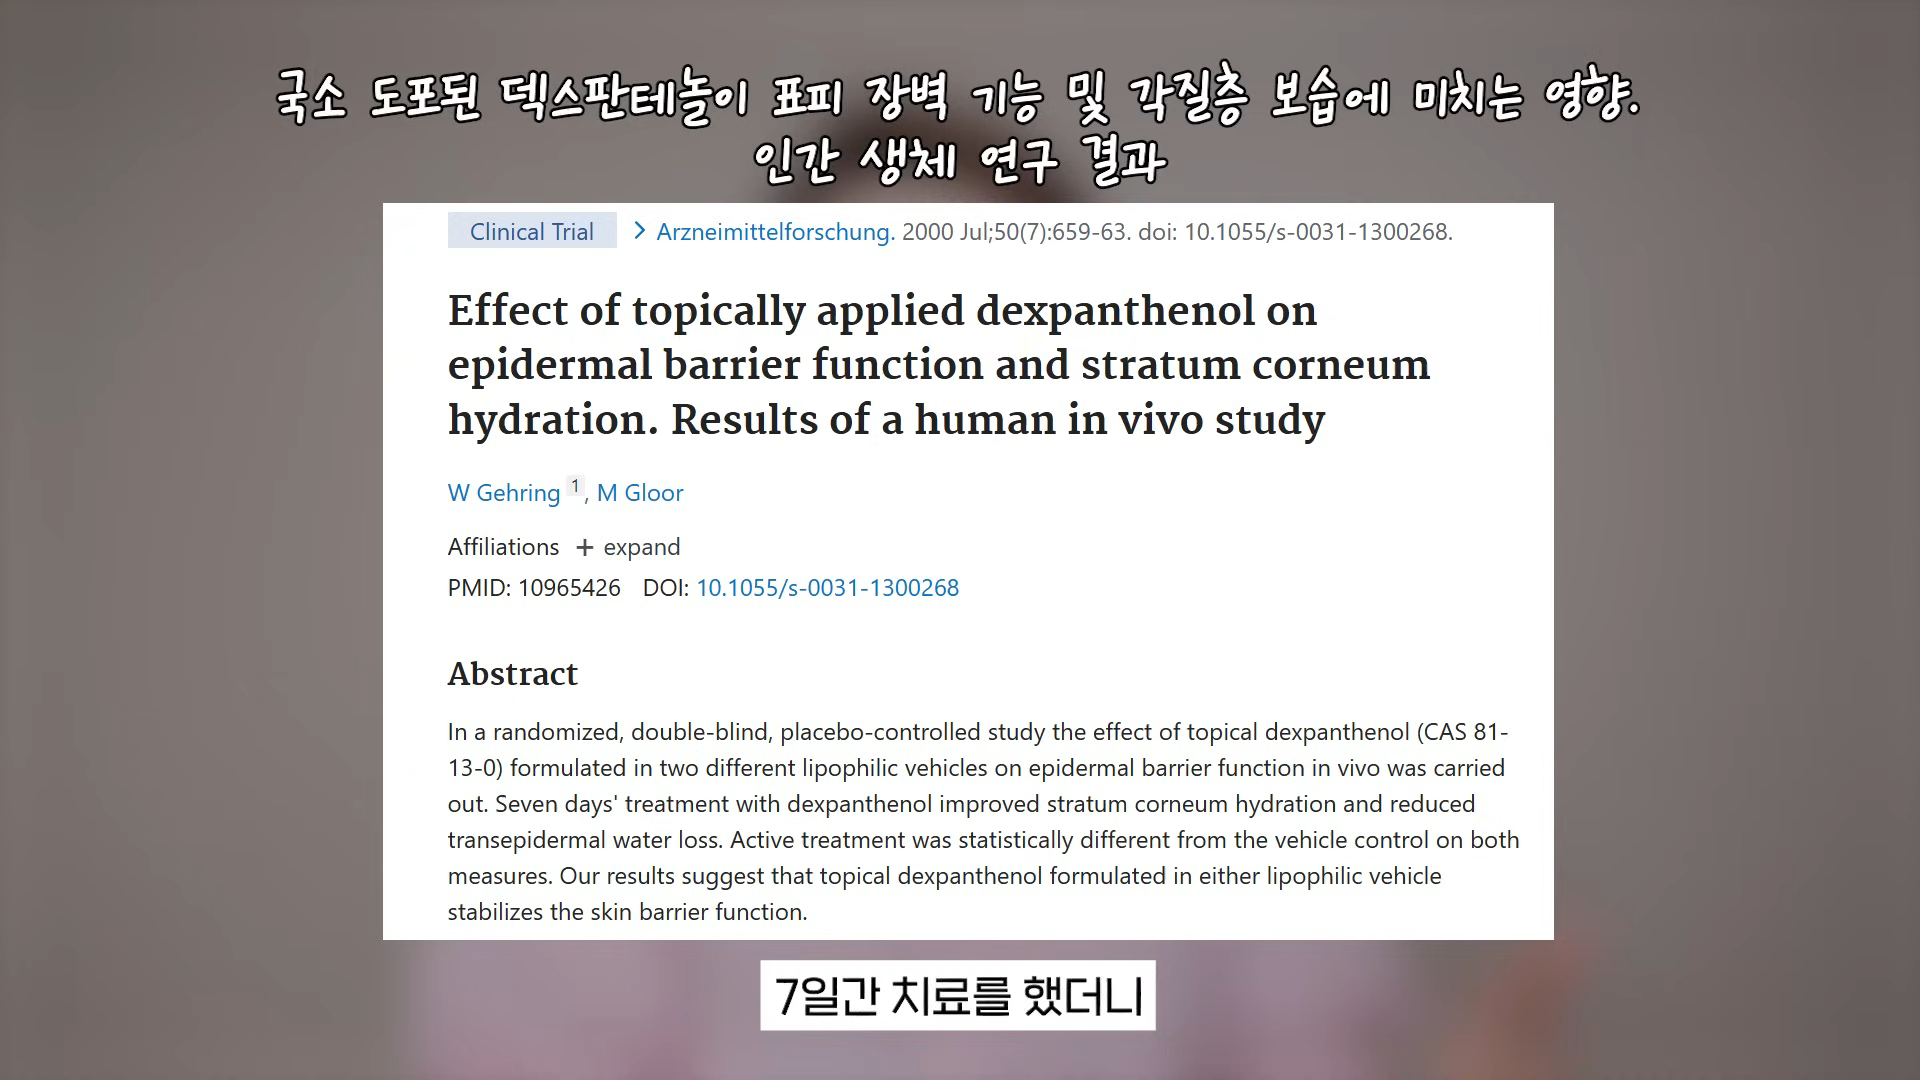 국소 도포된 덱스판테놀이 표피 장벽 기능 및 각질층 보습에 미치는 영향.
인간 생체 연구 결과
Clinical Trial > Arzneimittelforschung. 2000 Jul;50(7):659-63. doi: 10.1055/s-0031-1300268.
Effect of topically applied dexpanthenol on
epidermal barrier function and stratum corneum
hydration. Results of a human in vivo study
W Gehring 1, M Gloor
Affiliations + expand
PMID: 10965426 DOI: 10.1055/s-0031-1300268
Abstract
In a randomized, double-blind, placebo-controlled study the effect of topical dexpanthenol (CAS 81-
13-0) formulated in two different lipophilic vehicles on epidermal barrier function in vivo was carried
out. Seven days' treatment with dexpanthenol improved stratum corneum hydration and reduced
transepidermal water loss. Active treatment was statistically different from the vehicle control on both
measures. Our results suggest that topical dexpanthenol formulated in either lipophilic vehicle
stabilizes the skin barrier function.
7일간 치료를 했더니